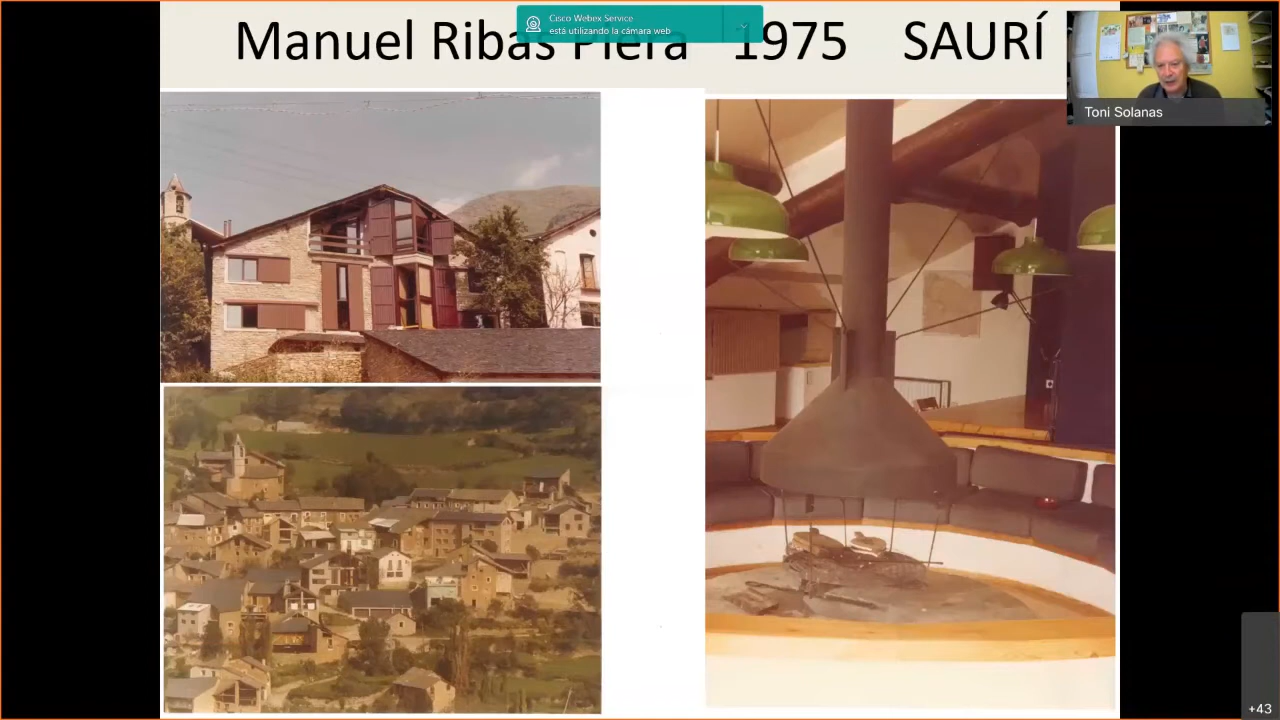 Manuel Ribas Piera 1975 SAURÍ
Cisco Webex Service
está utilizando la cámara web
Toni Solanas
+43